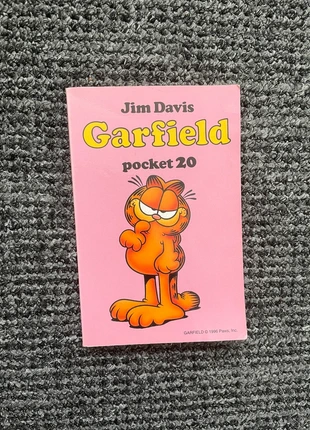 Jim Davis
Garfield
pocket 20
GARFIELD © 1995 Paws, Inc.